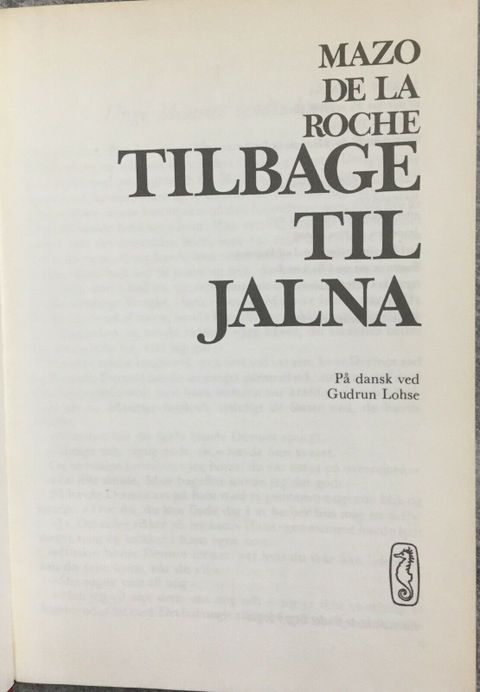 MAZO
DE LA
ROCHE
TILBAGE
TIL
JALNA
På dansk ved
Gudrun Lohse